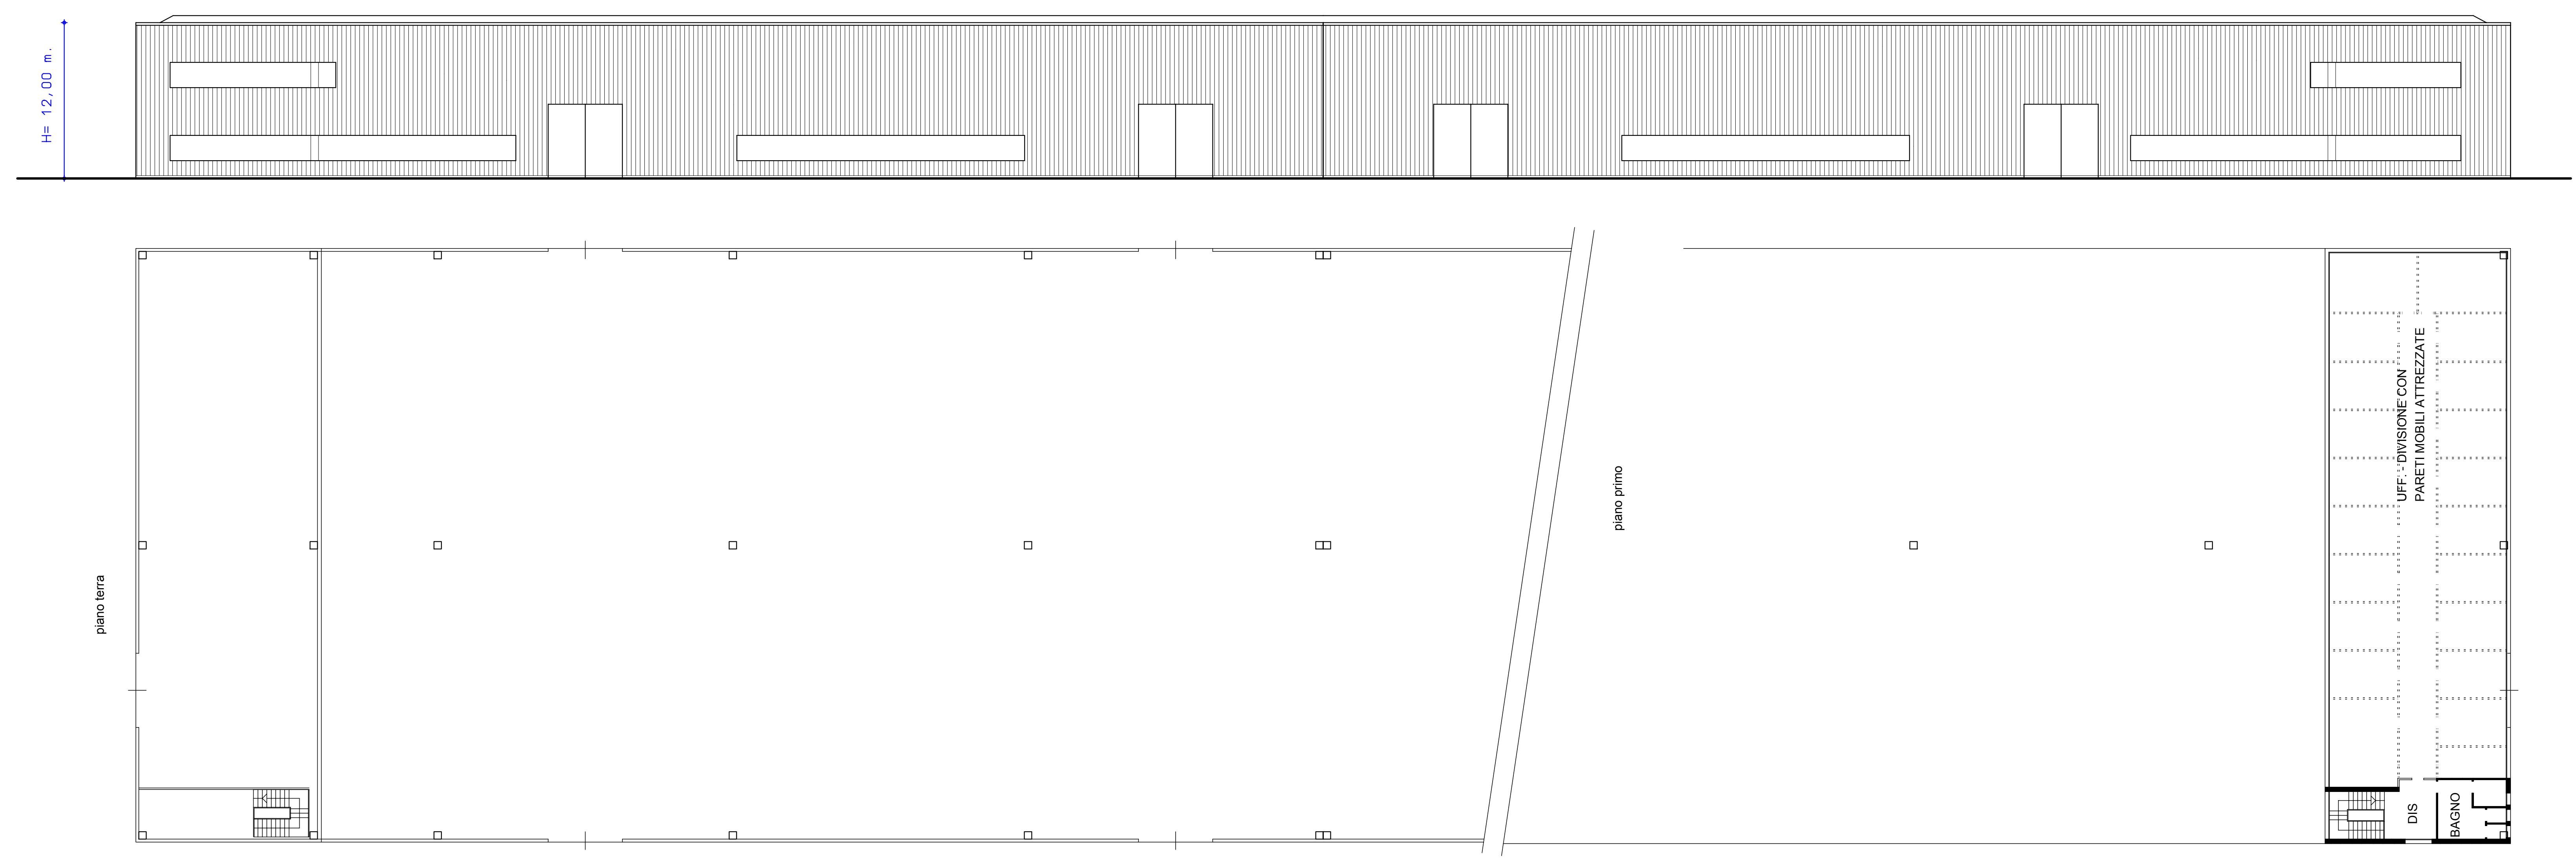 H= 12,00 m.
piano terra
piano primo
UFF. - DIVISIONE CON
PARETI MOBILI ATTREZZATE
DIS
BAGNO